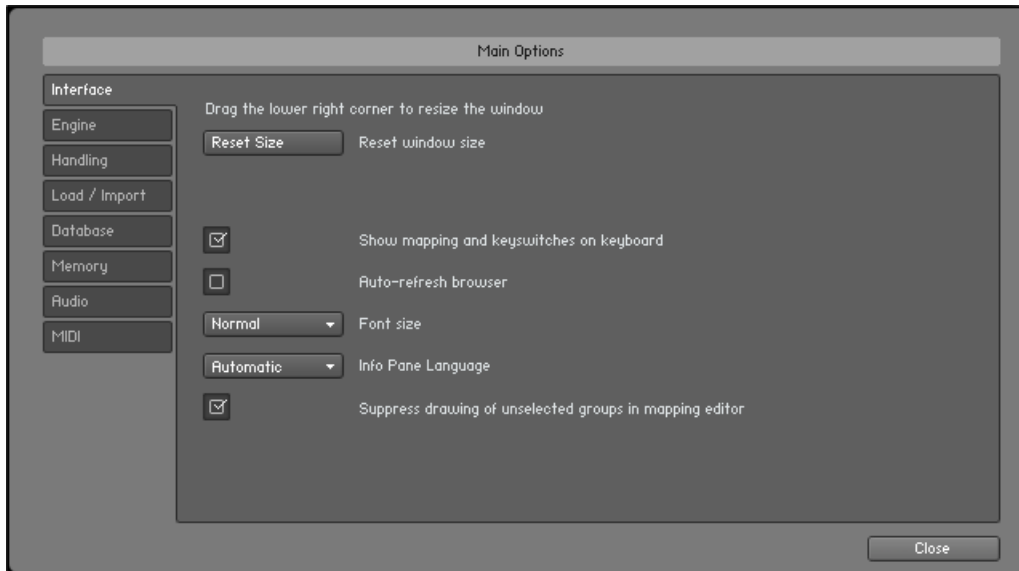 Main Options
Interface
Engine
Handling
Load / Import
Database
Memory
Audio
MIDI
Drag the lower right corner to resize the window
Reset Size Reset window size
Show mapping and keyswitches on keyboard
Auto-refresh browser
Normal Font size
Automatic Info Pane Language
Suppress drawing of unselected groups in mapping editor
Close